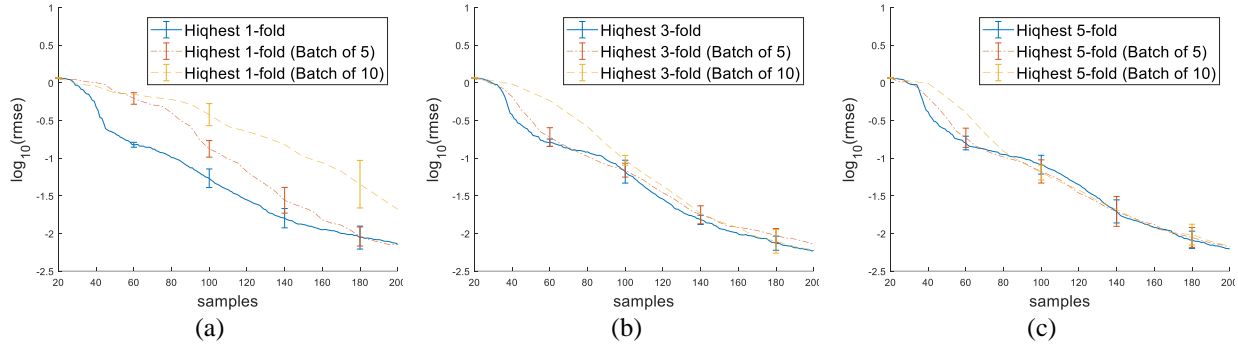 1
0.5
0
-0.5
-1
-1.5
-2
-2.5
log10(rmse)
20 40 60 80 100 120 140 160 180 200
samples
Hiqhest 1-fold
Hiqhest 1-fold (Batch of 5)
Hiqhest 1-fold (Batch of 10)
(a)
1
0.5
0
-0.5
-1
-1.5
-2
-2.5
log10(rmse)
20 40 60 80 100 120 140 160 180 200
samples
Hiqhest 3-fold
Hiqhest 3-fold (Batch of 5)
Hiqhest 3-fold (Batch of 10)
(b)
1
0.5
0
-0.5
-1
-1.5
-2
-2.5
log10(rmse)
20 40 60 80 100 120 140 160 180 200
samples
Hiqhest 5-fold
Hiqhest 5-fold (Batch of 5)
Hiqhest 5-fold (Batch of 10)
(c)